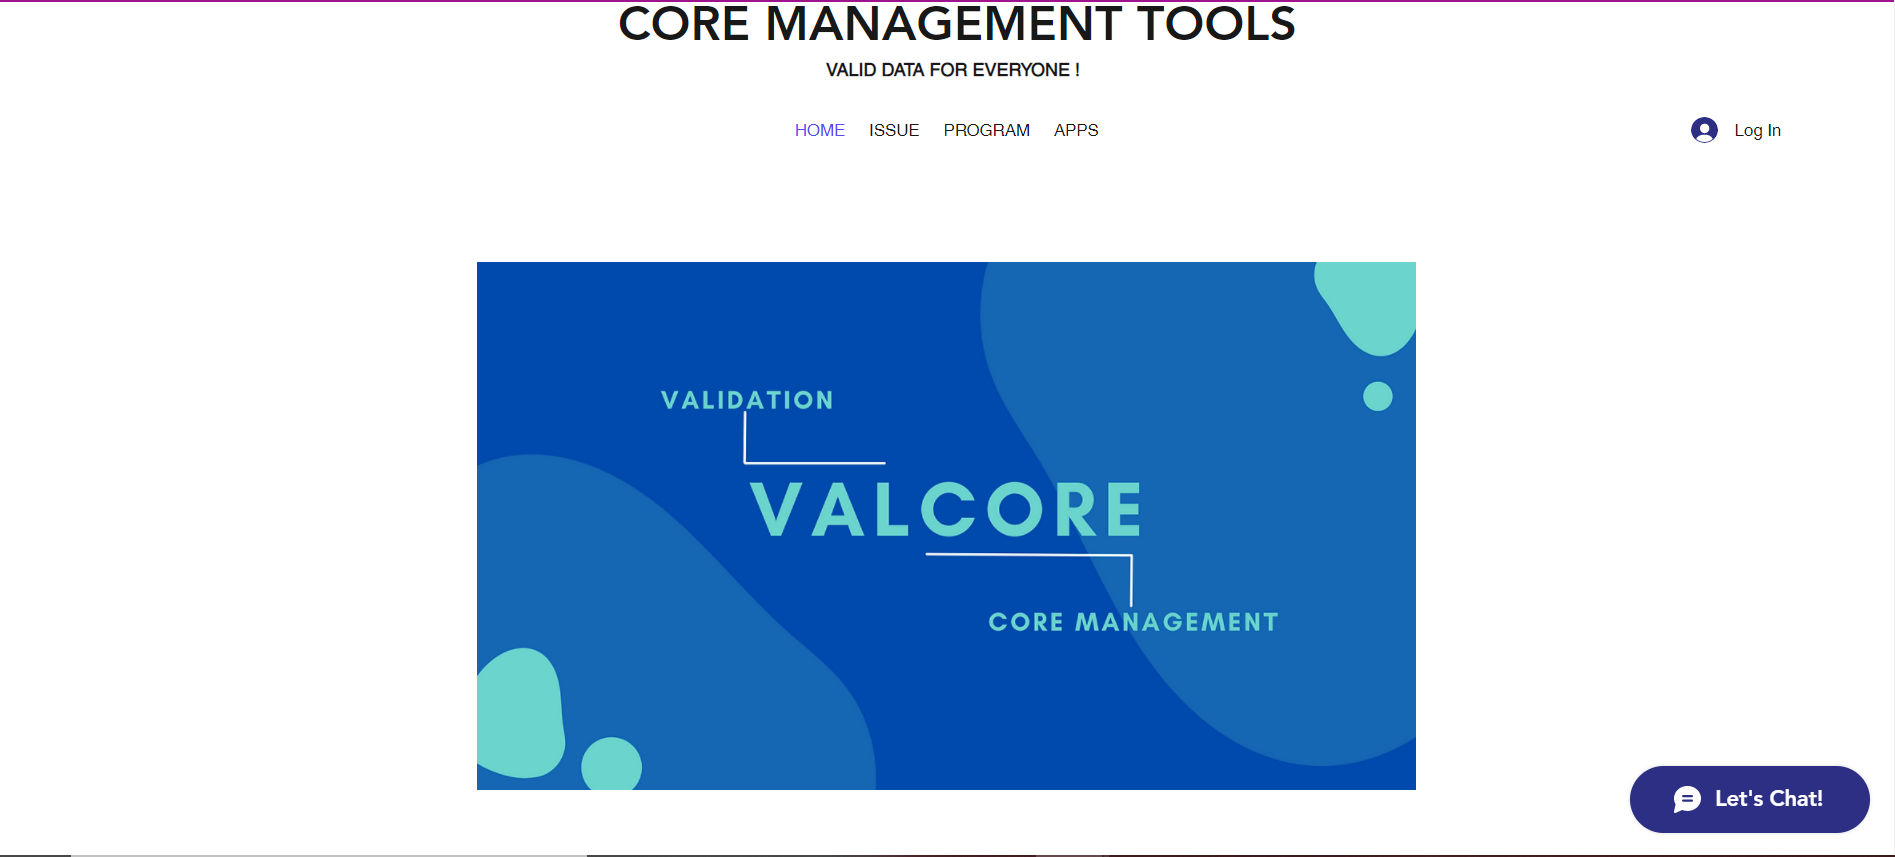 CORE MANAGEMENT TOOLS
VALID DATA FOR EVERYONE !
HOME ISSUE PROGRAM APPS
Log In
VALIDATION
VALCORE
CORE MANAGEMENT
Let's Chat!